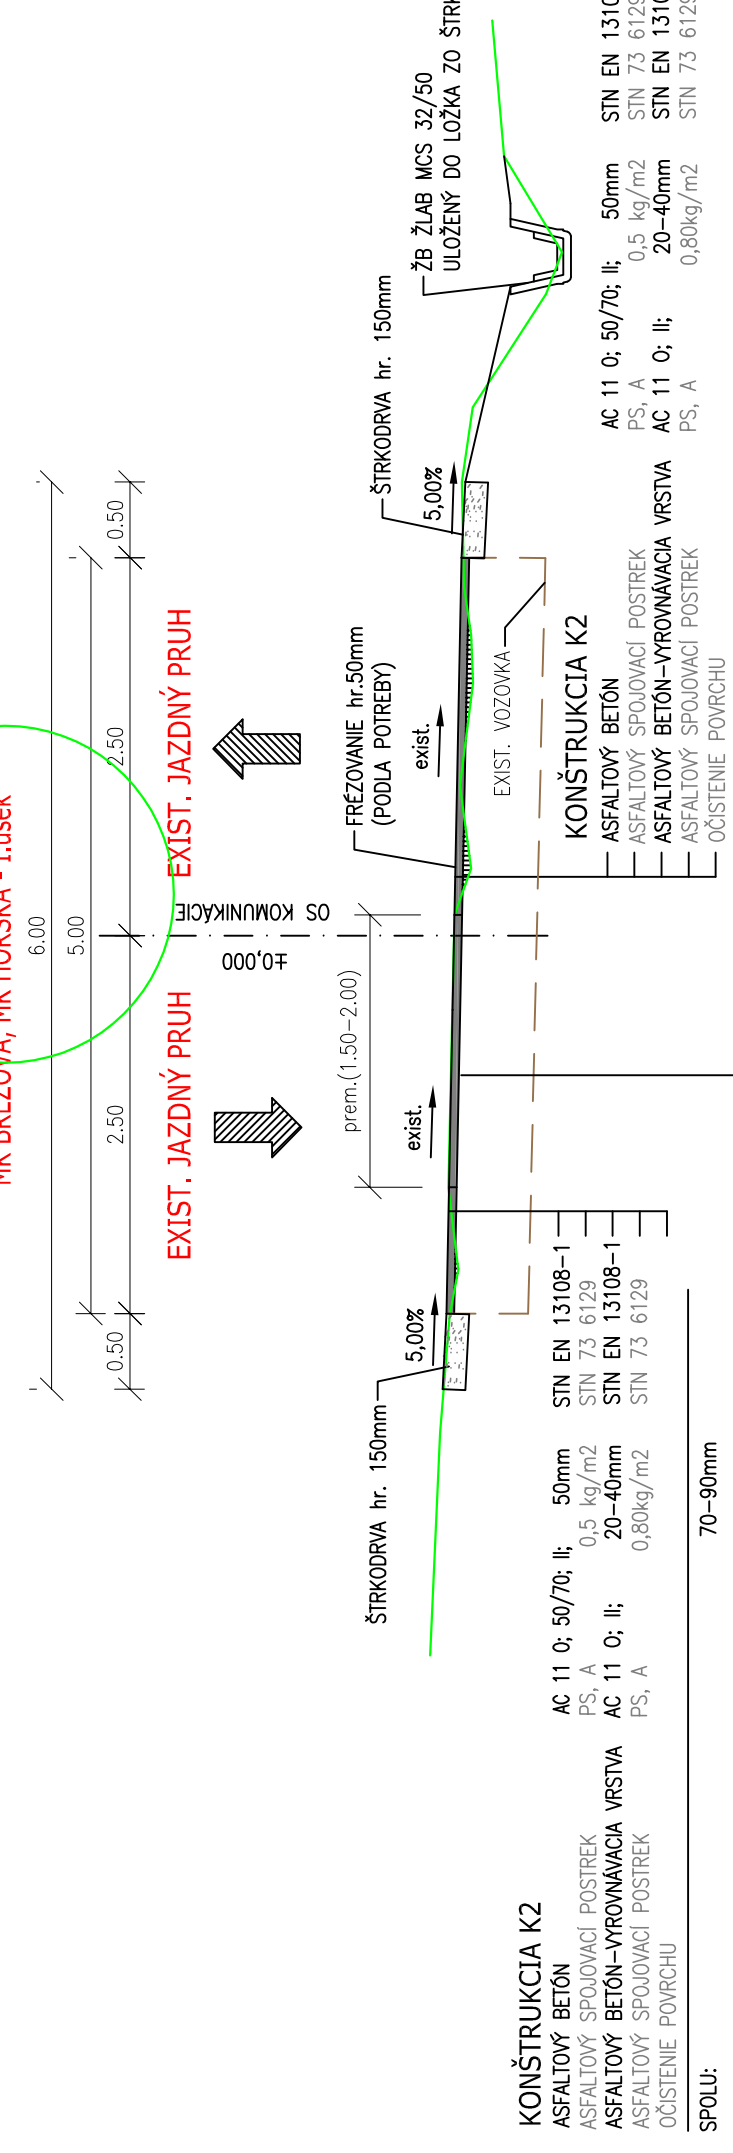 MK BREZOVÁ, MK HORSKÁ - 1.úsek
6.00
5.00
0.50
2.50
2.50
0.50
EXIST. JAZDNÝ PRUH
EXIST. JAZDNÝ PRUH
OS KOMUNIKÁCIE
±0,000
prem.(1.50-2.00)
ŠTRKODRVA hr. 150mm
5,00%
exist.
FRÉZOVANIE hr.50mm
(PODLA POTREBY)
exist.
ŠTRKODRVA hr. 150mm
5,00%
ŽB ŽLAB MCS 32/50
ULOŽENÝ DO LOŽKA ZO
EXIST. VOZOVKA
KONŠTRUKCIA K2
ASFALTOVÝ BETÓN AC 11 O; 50/70; II; 50mm STN EN 13108-1
ASFALTOVÝ SPOJOVACÍ POSTREK PS, A 0,5 kg/m2 STN 73 6129
ASFALTOVÝ BETÓN-VYROVNÁVACIA VRSTVA AC 11 O; II; 20-40mm STN EN 13108-1
ASFALTOVÝ SPOJOVACÍ POSTREK PS, A 0,80kg/m2 STN 73 6129
OČISTENIE POVRCHU
SPOLU: 70-90mm
KONŠTRUKCIA K2
ASFALTOVÝ BETÓN AC 11 O; 50/70; II; 50mm STN EN 1310
ASFALTOVÝ SPOJOVACÍ POSTREK PS, A 0,5 kg/m2 STN 73 6129
ASFALTOVÝ BETÓN-VYROVNÁVACIA VRSTVA AC 11 O; II; 20-40mm STN EN 1310
ASFALTOVÝ SPOJOVACÍ POSTREK PS, A 0,80kg/m2 STN 73 6129
OČISTENIE POVRCHU